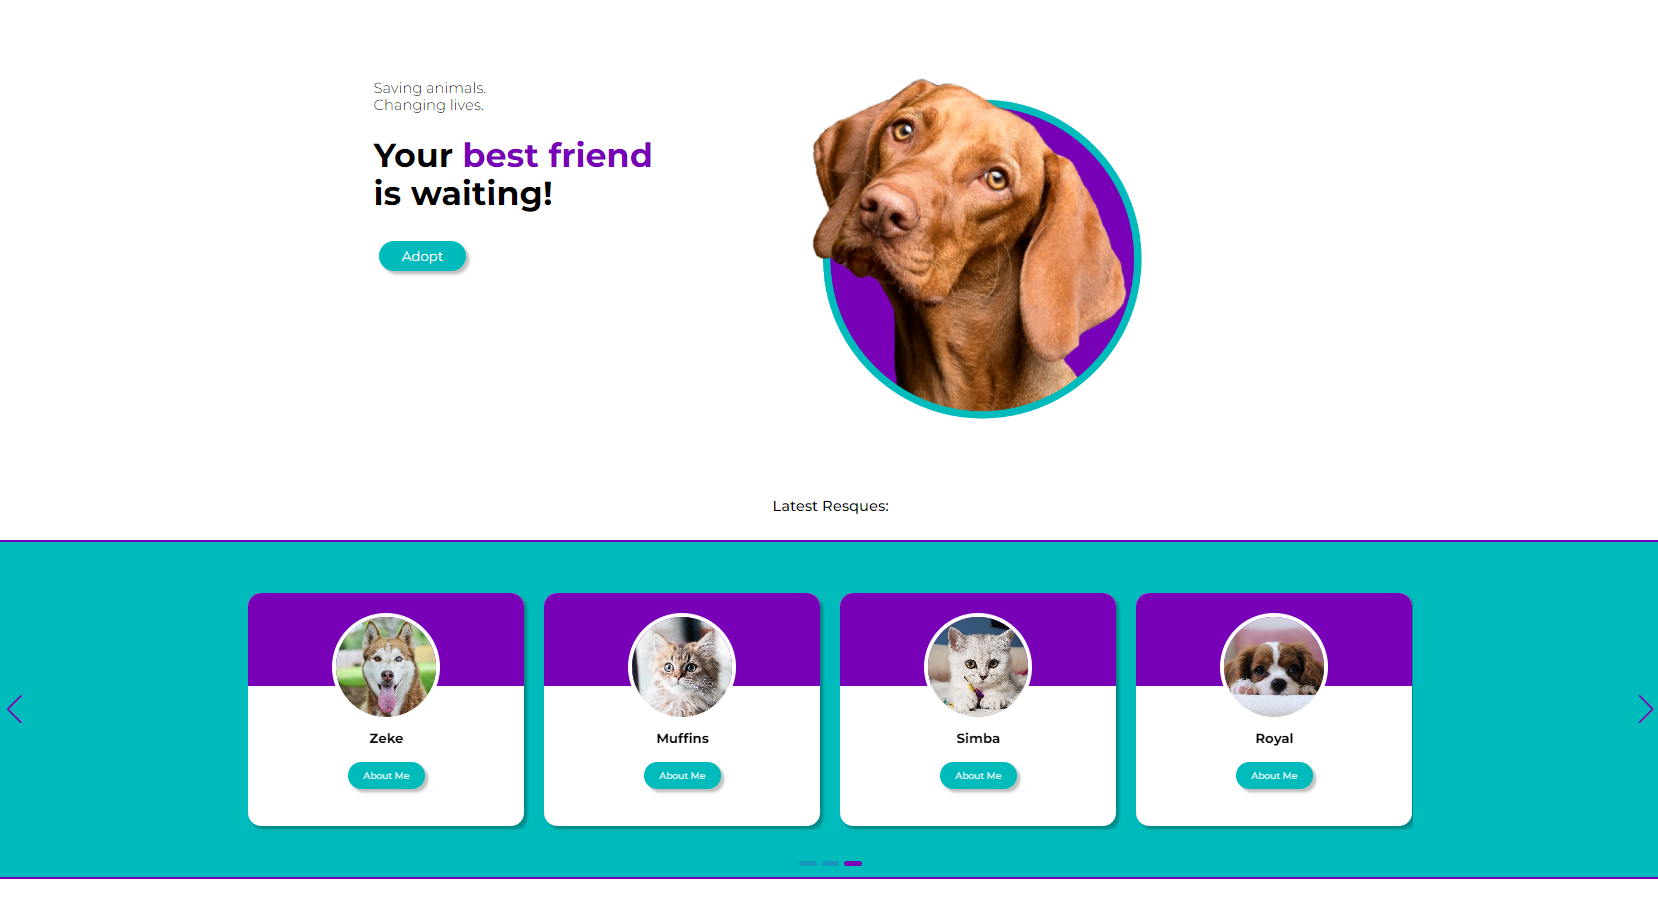 Saving animals.
Changing lives.
Your best friend
is waiting!
Adopt
Latest Resques:
Zeke
About Me
Muffins
About Me
Simba
About Me
Royal
About Me